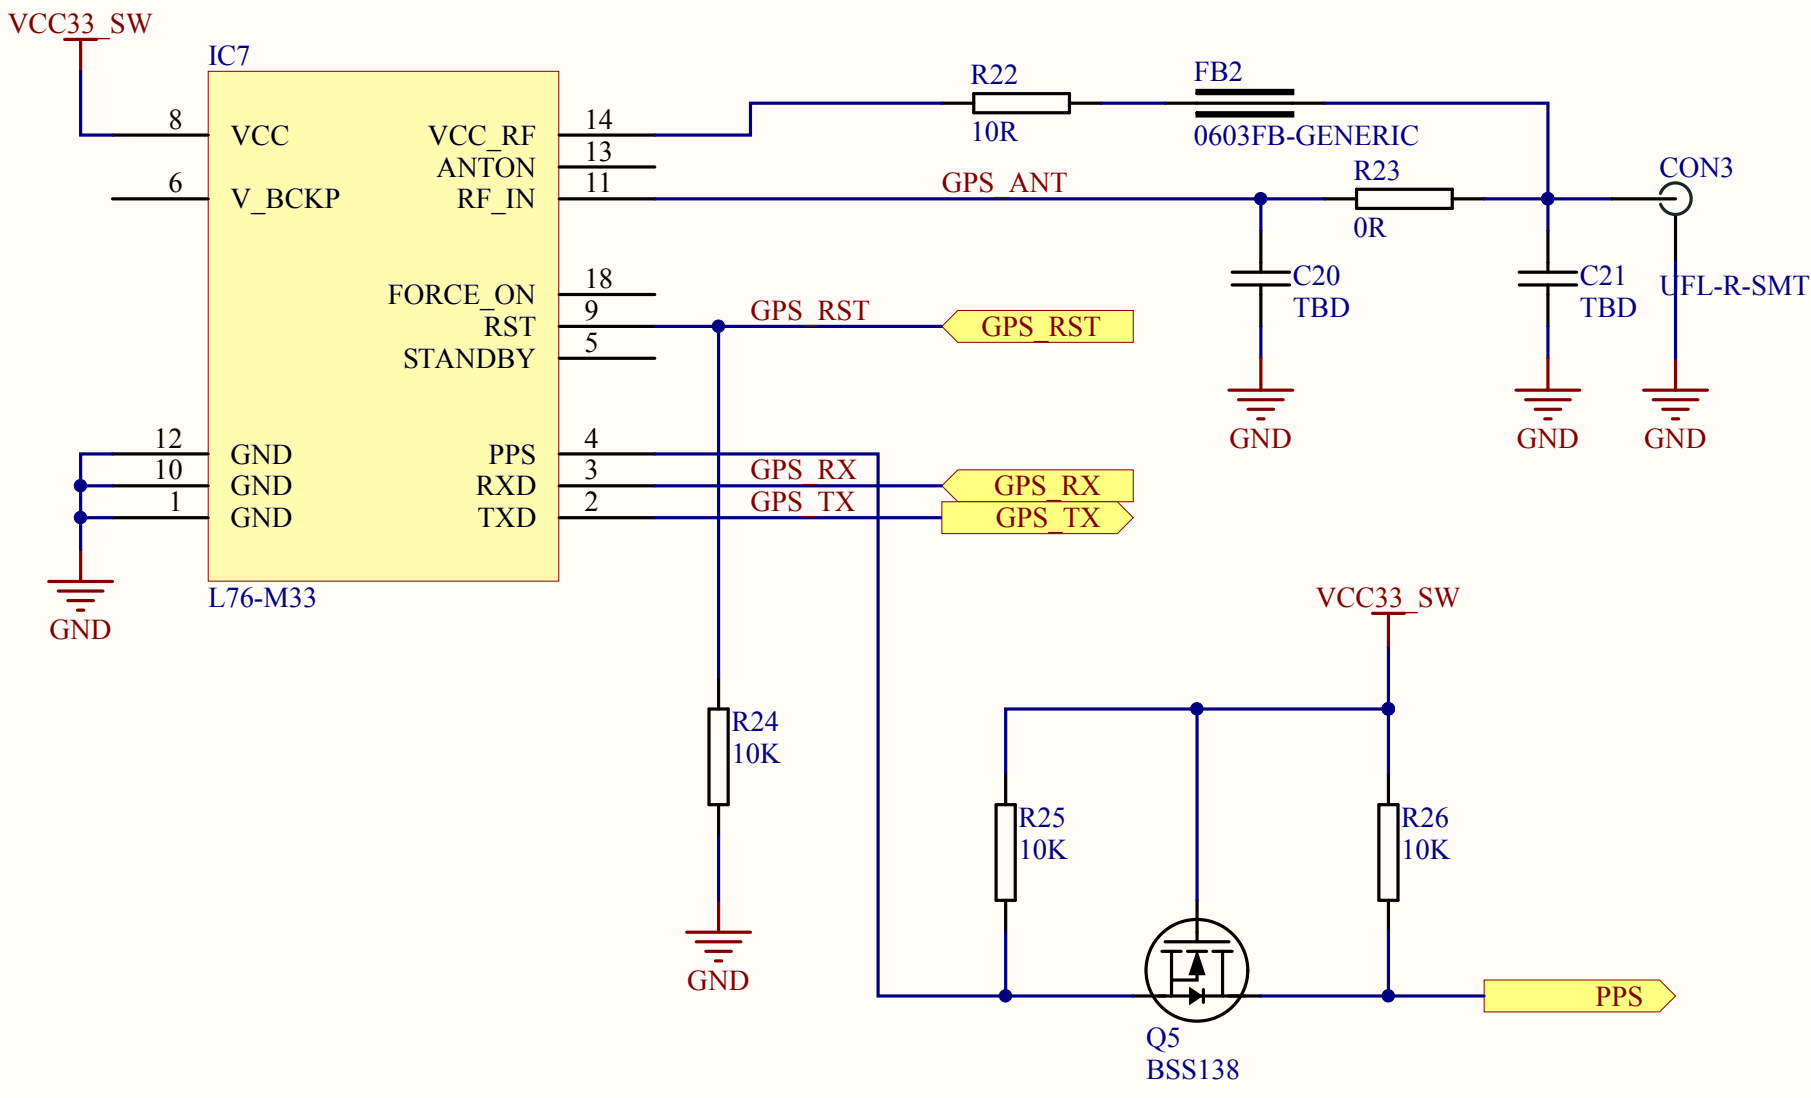 VCC33_SW
IC7
8
VCC
6
V_BCKP
VCC_RF
14
ANTON
13
RF_IN
11
FORCE_ON
18
RST
9
STANDBY
5
12
GND
10
GND
1
GND
PPS
4
RXD
3
TXD
2
L76-M33
GND
R22
10R
FB2
0603FB-GENERIC
GPS_ANT
R23
0R
CON3
UFL-R-SMT
C20
TBD
C21
TBD
GND
GND
GND
GPS_RST
GPS_RST
GPS_RX
GPS_RX
GPS_TX
GPS_TX
R24
10K
GND
VCC33_SW
R25
10K
R26
10K
Q5
BSS138
PPS